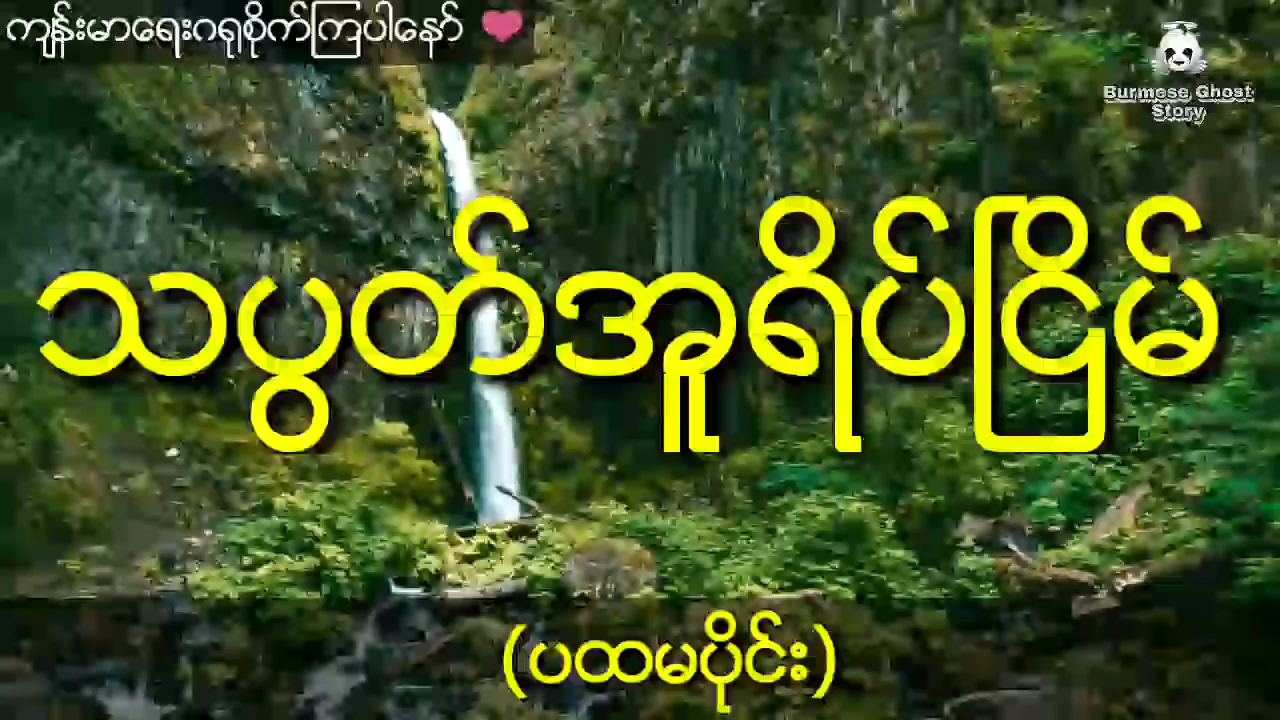 ကျန်းမာရေးဂရုစိုက်ကြပါနော် ❤
Burmese Ghost
Story
သပွတ်အူရိပ်ငြိမ်
(ပထမပိုင်း)